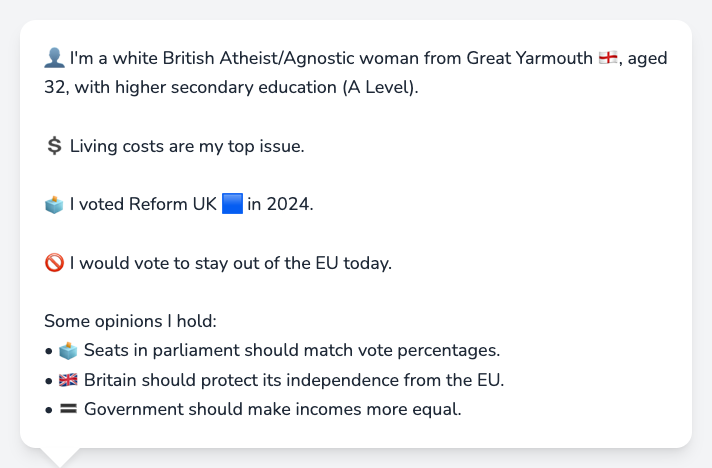 👤 I'm a white British Atheist/Agnostic woman from Great Yarmouth 🏴󠁧󠁢󠁥󠁮󠁧󠁿, aged
32, with higher secondary education (A Level).
💲 Living costs are my top issue.
🗳️ I voted Reform UK 🟦 in 2024.
🚫 I would vote to stay out of the EU today.
Some opinions I hold:
• 🗳️ Seats in parliament should match vote percentages.
• 🇬🇧 Britain should protect its independence from the EU.
• 🟰 Government should make incomes more equal.